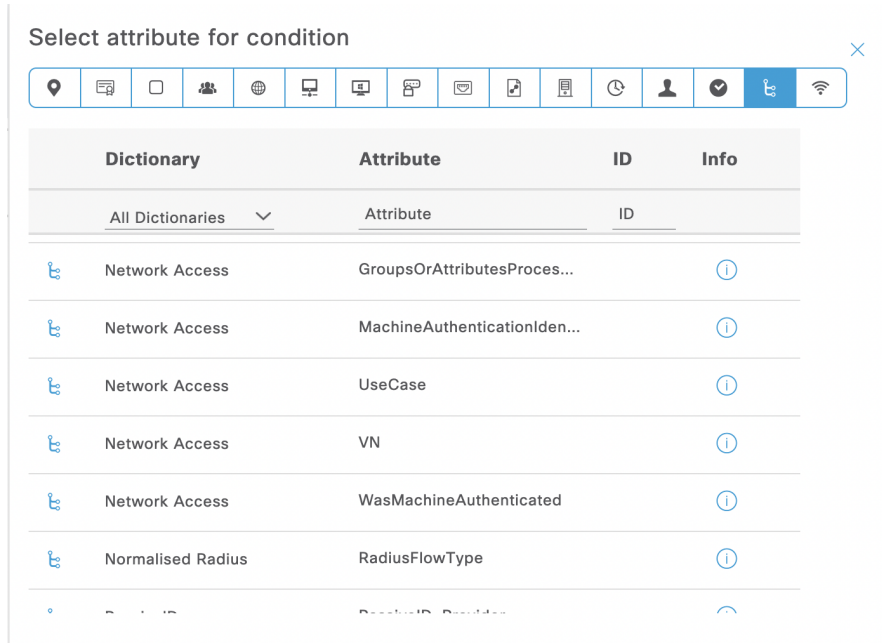 Select attribute for condition
Dictionary Attribute ID Info
All Dictionaries Attribute ID
Network Access GroupsOrAttributesProces...
Network Access MachineAuthenticationIden...
Network Access UseCase
Network Access VN
Network Access WasMachineAuthenticated
Normalised Radius RadiusFlowType